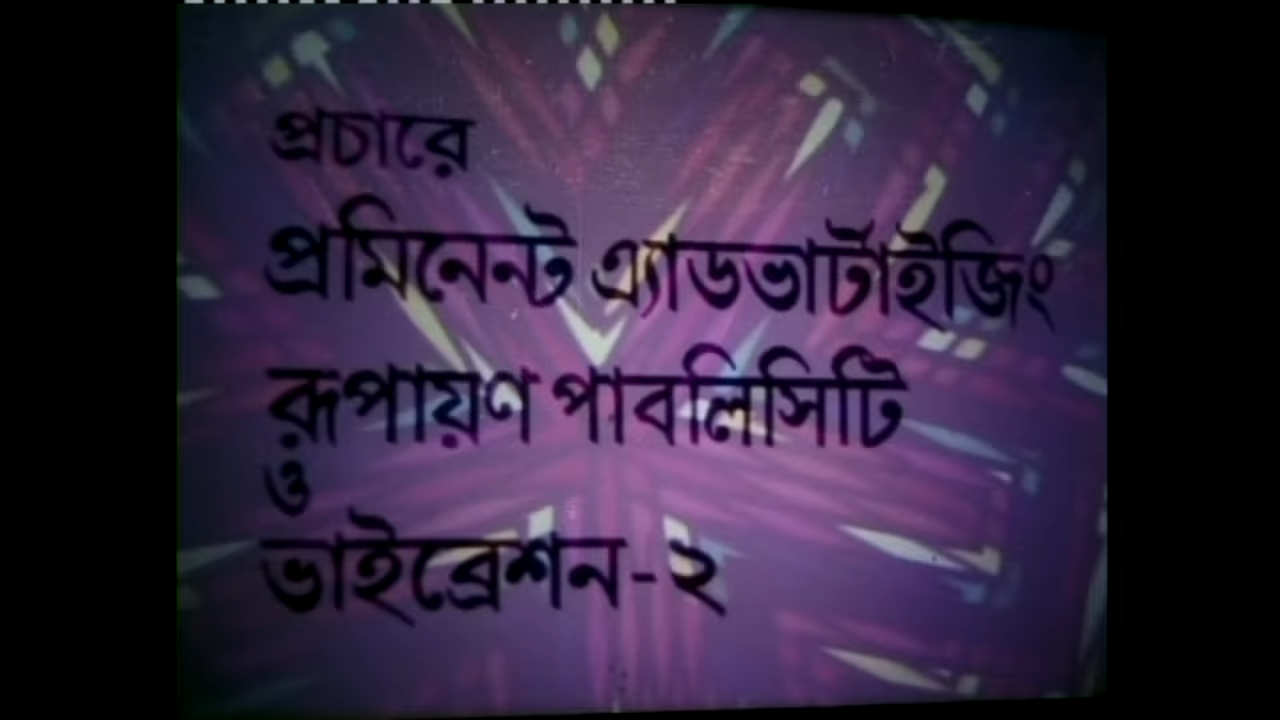 প্রচারে
প্রমিনেন্ট এ্যাডভার্টাইজিং
রূপায়ণ পাবলিসিটি
ও
ভাইব্রেশন-২